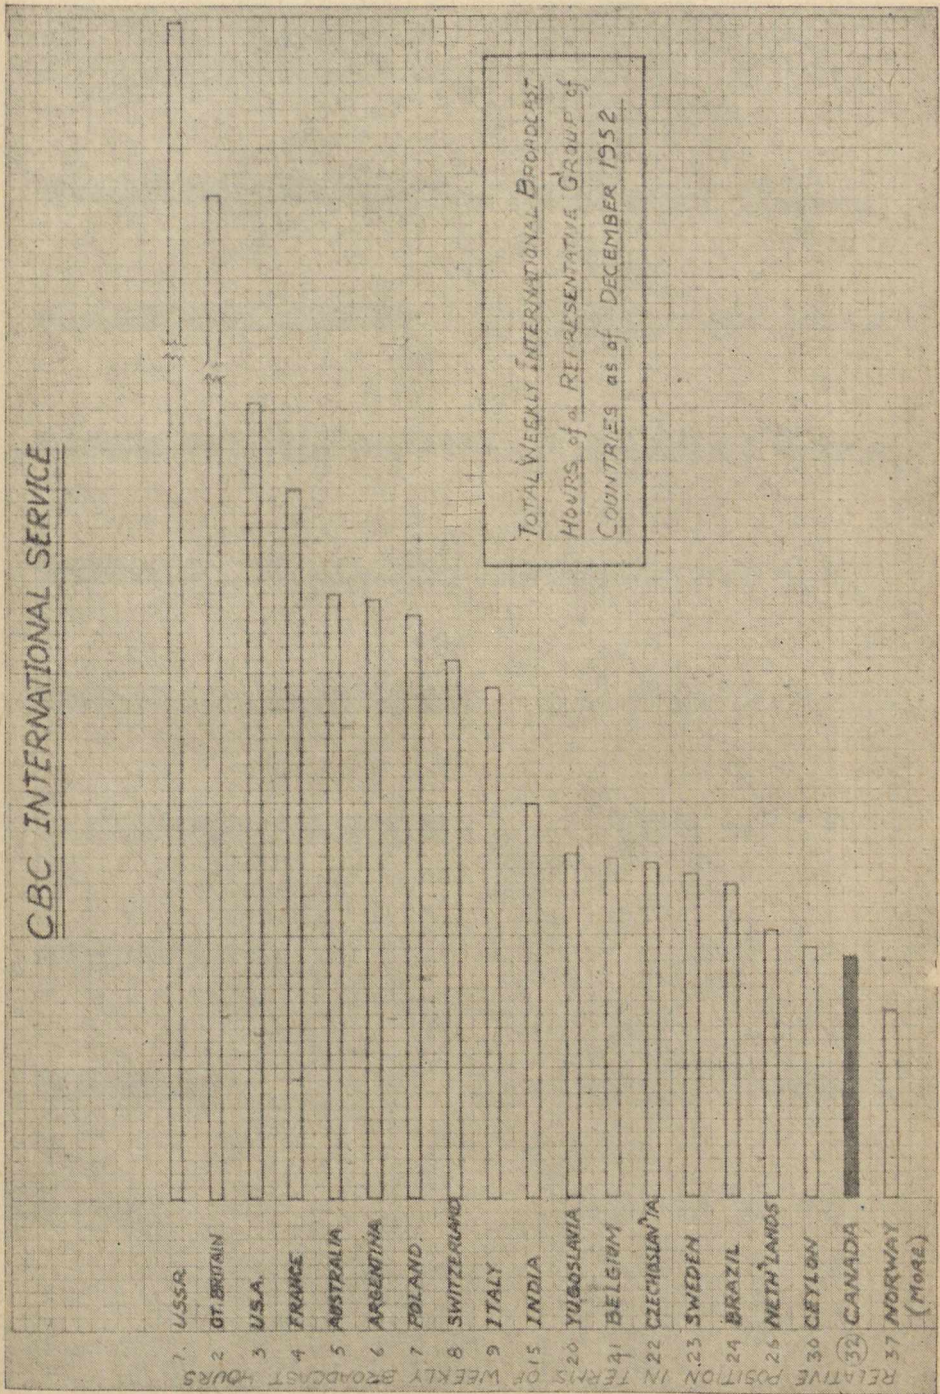 CBC INTERNATIONAL SERVICE
TOTAL WEEKLY INTERNATIONAL BROADCAST
HOURS of a REPRESENTATIVE GROUP of
COUNTRIES as of DECEMBER 1952
RELATIVE POSITION IN TERMS OF WEEKLY BROADCAST HOURS
1. U.S.S.R.
2 GT. BRITAIN
3 U.S.A.
4 FRANCE
5 AUSTRALIA
6 ARGENTINA
7 POLAND.
8 SWITZERLAND
9 ITALY
15 INDIA
20 YUGOSLAVIA
21 BELGIUM
22 CZECHOSLAV'IA
23 SWEDEN
24 BRAZIL
26 NETH'LANDS
30 CEYLON
32 CANADA
37 NORWAY
(MORE)